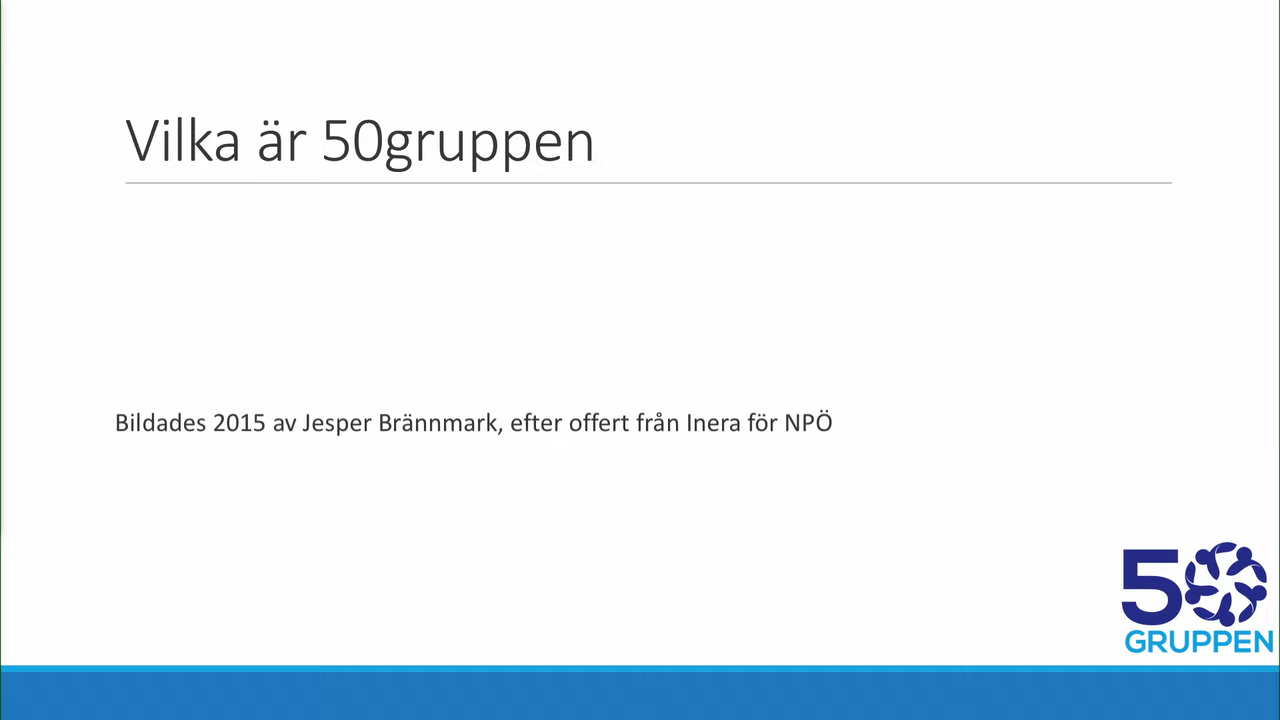 Vilka är 50gruppen
Bildades 2015 av Jesper Brännmark, efter offert från Inera för NPÖ
50
GRUPPEN